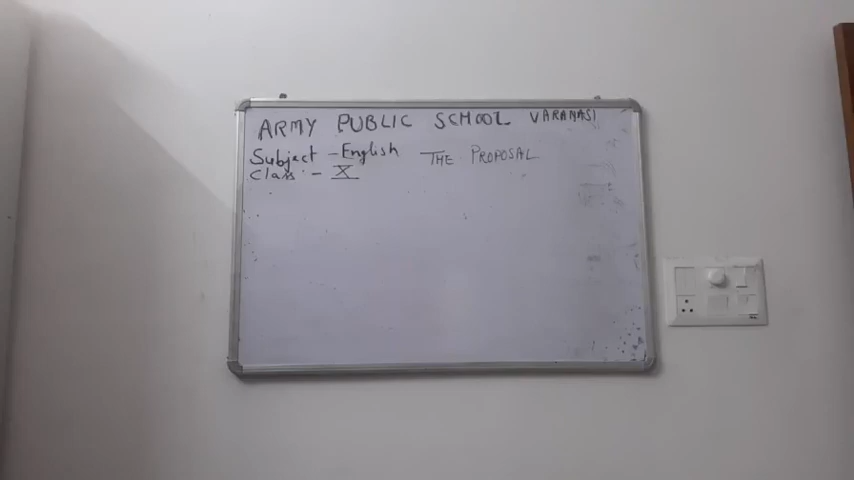 ARMY PUBLIC SCHOOL VARANASI
Subject - English THE PROPOSAL
Class - X